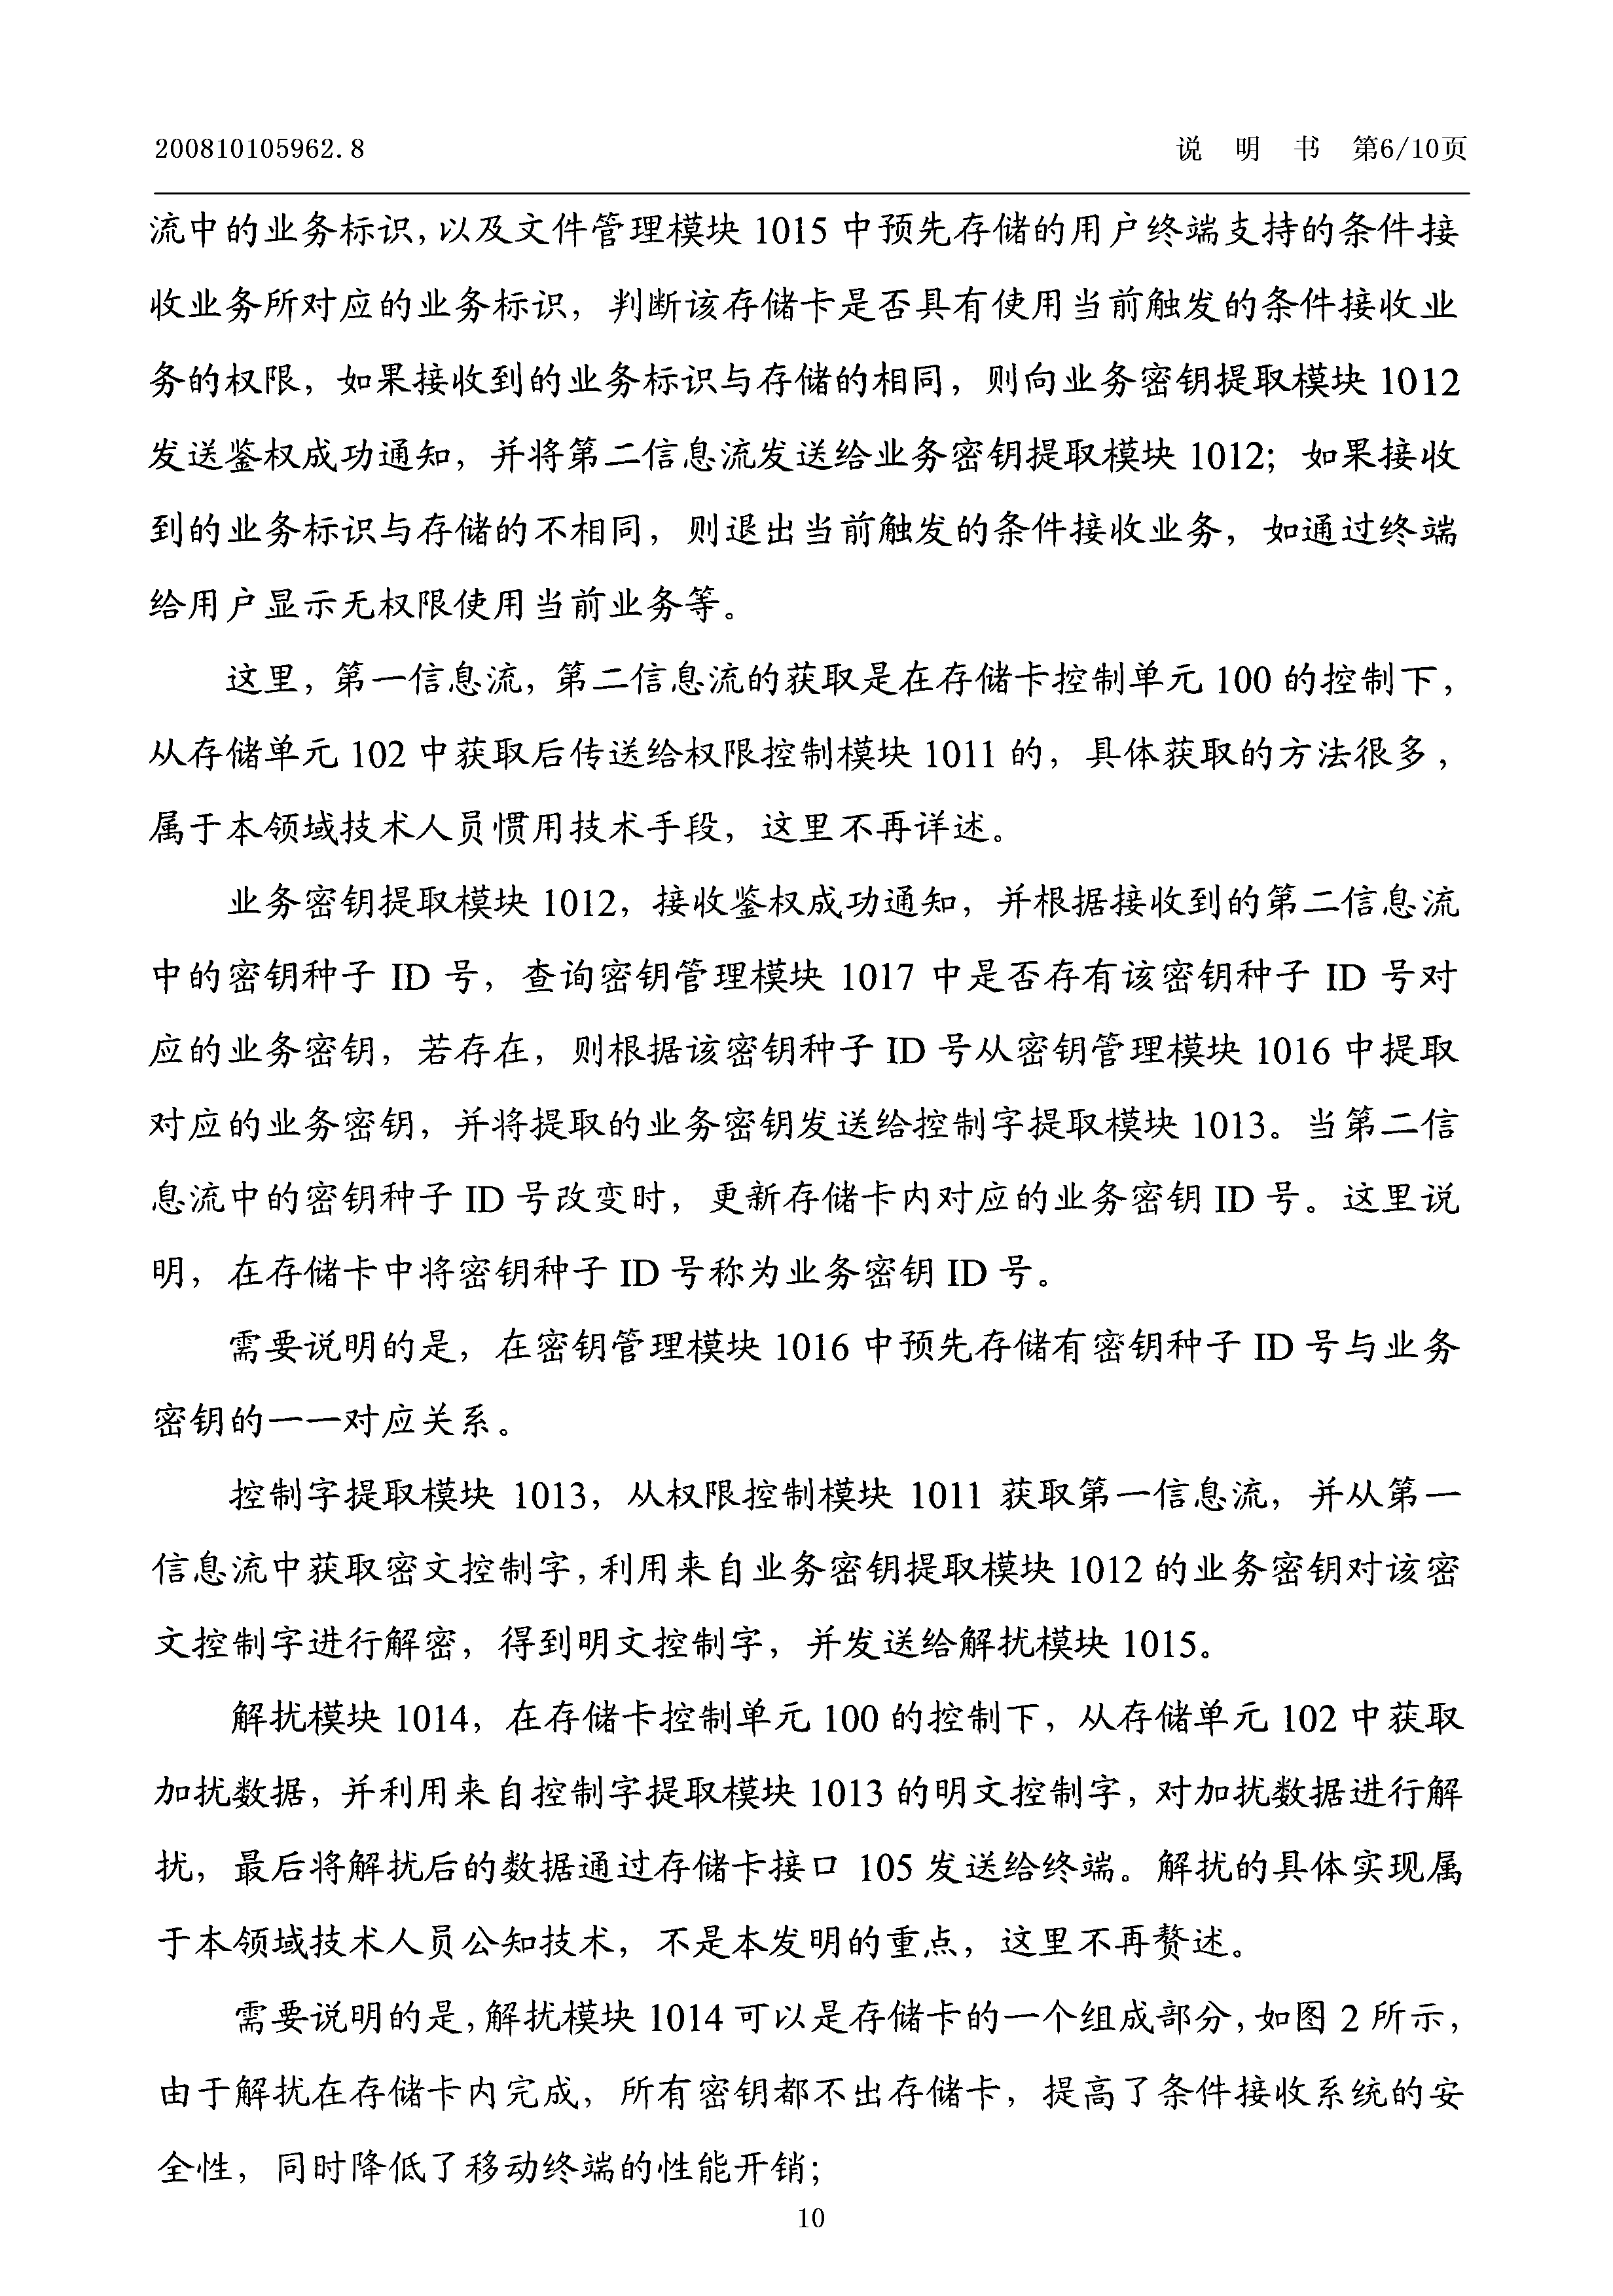 200810105962.8 说 明 书 第6/10页
流中的业务标识，以及文件管理模块 1015 中预先存储的用户终端支持的条件接
收业务所对应的业务标识，判断该存储卡是否具有使用当前触发的条件接收业
务的权限，如果接收到的业务标识与存储的相同，则向业务密钥提取模块 1012
发送鉴权成功通知，并将第二信息流发送给业务密钥提取模块 1012；如果接收
到的业务标识与存储的不相同，则退出当前触发的条件接收业务，如通过终端
给用户显示无权限使用当前业务等。
这里，第一信息流，第二信息流的获取是在存储卡控制单元 100 的控制下，
从存储单元 102 中获取后传送给权限控制模块 1011 的，具体获取的方法很多，
属于本领域技术人员惯用技术手段，这里不再详述。
业务密钥提取模块 1012，接收鉴权成功通知，并根据接收到的第二信息流
中的密钥种子 ID 号，查询密钥管理模块 1017 中是否存有该密钥种子 ID 号对
应的业务密钥，若存在，则根据该密钥种子 ID 号从密钥管理模块 1016 中提取
对应的业务密钥，并将提取的业务密钥发送给控制字提取模块 1013。当第二信
息流中的密钥种子 ID 号改变时，更新存储卡内对应的业务密钥 ID 号。这里说
明，在存储卡中将密钥种子 ID 号称为业务密钥 ID 号。
需要说明的是，在密钥管理模块 1016 中预先存储有密钥种子 ID 号与业务
密钥的一一对应关系。
控制字提取模块 1013，从权限控制模块 1011 获取第一信息流，并从第一
信息流中获取密文控制字，利用来自业务密钥提取模块 1012 的业务密钥对该密
文控制字进行解密，得到明文控制字，并发送给解扰模块 1015。
解扰模块 1014，在存储卡控制单元 100 的控制下，从存储单元 102 中获取
加扰数据，并利用来自控制字提取模块 1013 的明文控制字，对加扰数据进行解
扰，最后将解扰后的数据通过存储卡接口 105 发送给终端。解扰的具体实现属
于本领域技术人员公知技术，不是本发明的重点，这里不再赘述。
需要说明的是，解扰模块 1014 可以是存储卡的一个组成部分，如图 2 所示，
由于解扰在存储卡内完成，所有密钥都不出存储卡，提高了条件接收系统的安
全性，同时降低了移动终端的性能开销；
10